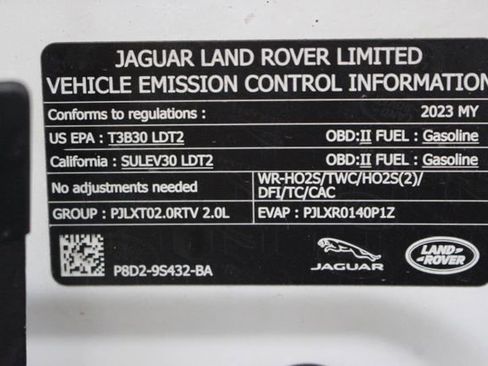 JAGUAR LAND ROVER LIMITED
VEHICLE EMISSION CONTROL INFORMATION
Conforms to regulations : 2023 MY
US EPA : T3B30 LDT2 OBD:II FUEL : Gasoline
California : SULEV30 LDT2 OBD:II FUEL : Gasoline
No adjustments needed
WR-HO2S/TWC/HO2S(2)/
DFI/TC/CAC
GROUP : PJLXT02.0RTV 2.0L EVAP : PJLXR0140P1Z
P8D2-9S432-BA
JAGUAR
LAND-
ROVER